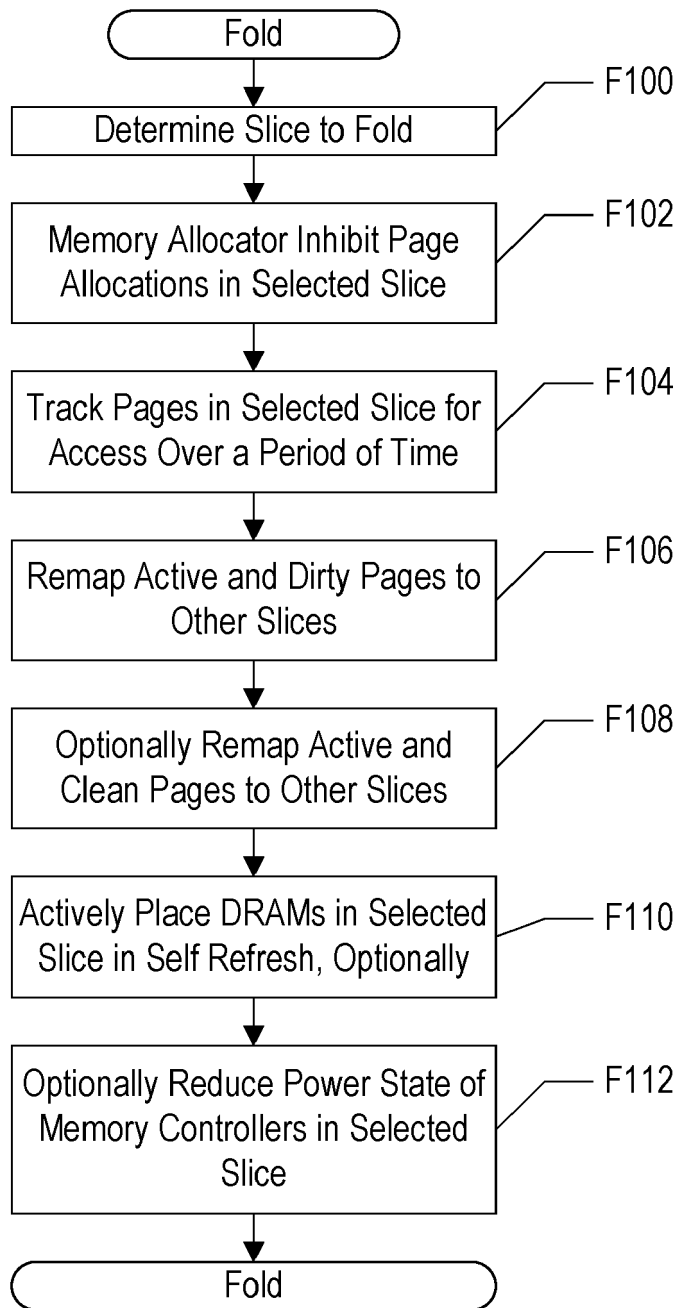 Fold
F100
Determine Slice to Fold
F102
Memory Allocator Inhibit Page
Allocations in Selected Slice
F104
Track Pages in Selected Slice for
Access Over a Period of Time
F106
Remap Active and Dirty Pages to
Other Slices
F108
Optionally Remap Active and
Clean Pages to Other Slices
F110
Actively Place DRAMs in Selected
Slice in Self Refresh, Optionally
F112
Optionally Reduce Power State of
Memory Controllers in Selected
Slice
Fold